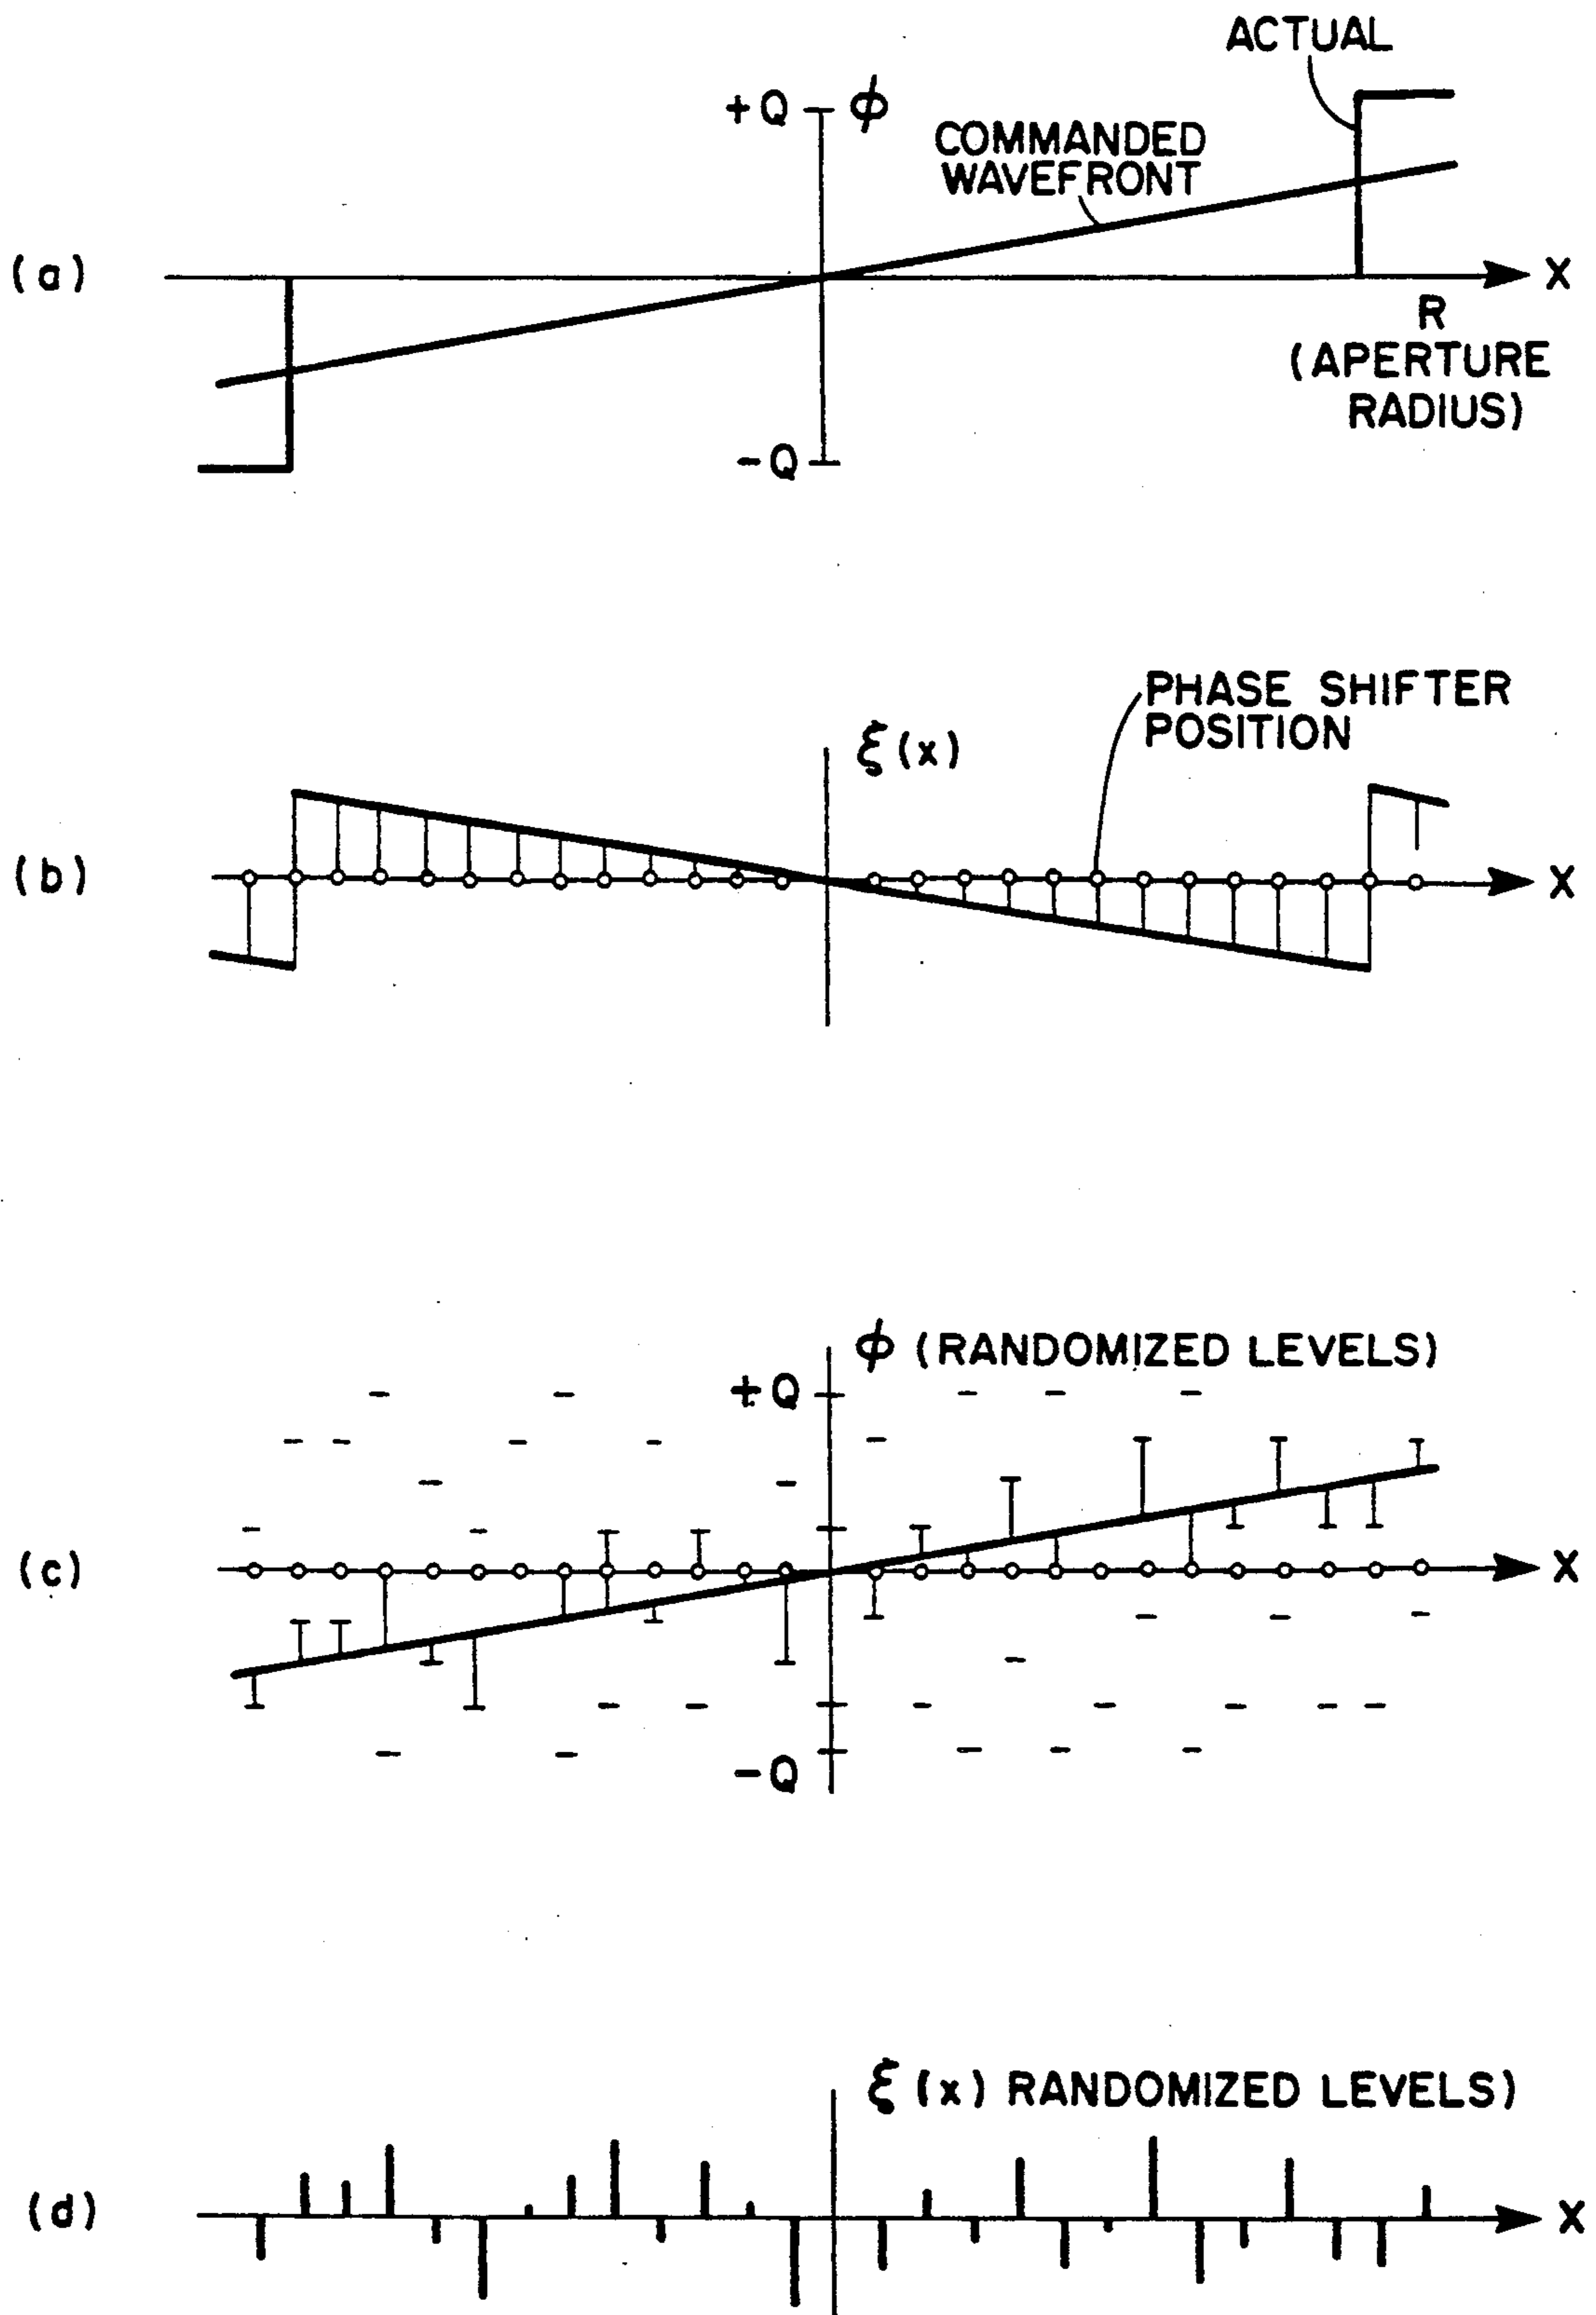 ACTUAL
+Q ϕ
COMMANDED
WAVEFRONT
(a)
X
R
(APERTURE
RADIUS)
-Q
PHASE SHIFTER
POSITION
ξ(x)
(b)
X
ϕ (RANDOMIZED LEVELS)
+Q
(c)
X
-Q
ξ(x) RANDOMIZED LEVELS)
(d)
X